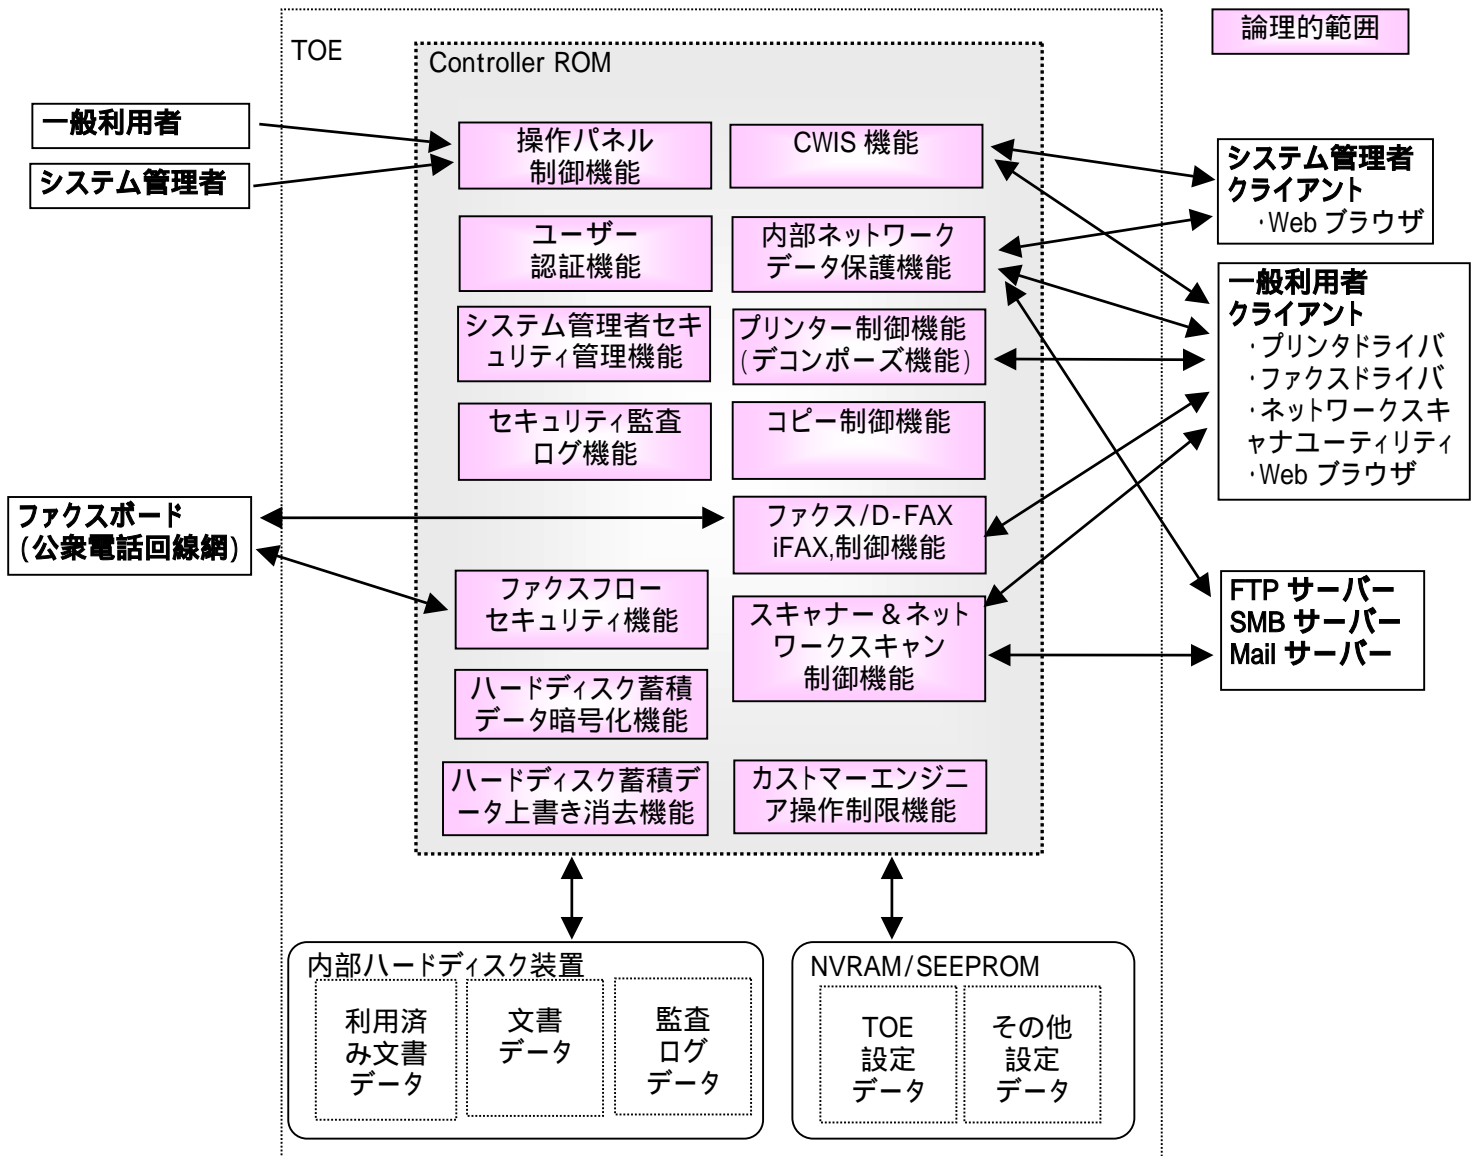 論理的範囲
TOE
Controller ROM
一般利用者
システム管理者
操作パネル
制御機能
CWIS 機能
ユーザー
認証機能
内部ネットワーク
データ保護機能
システム管理者セキ
ュリティ管理機能
プリンター制御機能
(デコンポーズ機能)
セキュリティ監査
ログ機能
コピー制御機能
ファクスボード
(公衆電話回線網)
ファクス/D-FAX
iFAX,制御機能
ファクスフロー
セキュリティ機能
スキャナー＆ネット
ワークスキャン
制御機能
ハードディスク蓄積
データ暗号化機能
ハードディスク蓄積デ
ータ上書き消去機能
カストマーエンジニ
ア操作制限機能
システム管理者
クライアント
・Web ブラウザ
一般利用者
クライアント
・プリンタドライバ
・ファクスドライバ
・ネットワークスキ
ャナユーティリティ
・Web ブラウザ
FTP サーバー
SMB サーバー
Mail サーバー
内部ハードディスク装置
利用済
み文書
データ
文書
データ
監査
ログ
データ
NVRAM/SEEPROM
TOE
設定
データ
その他
設定
データ